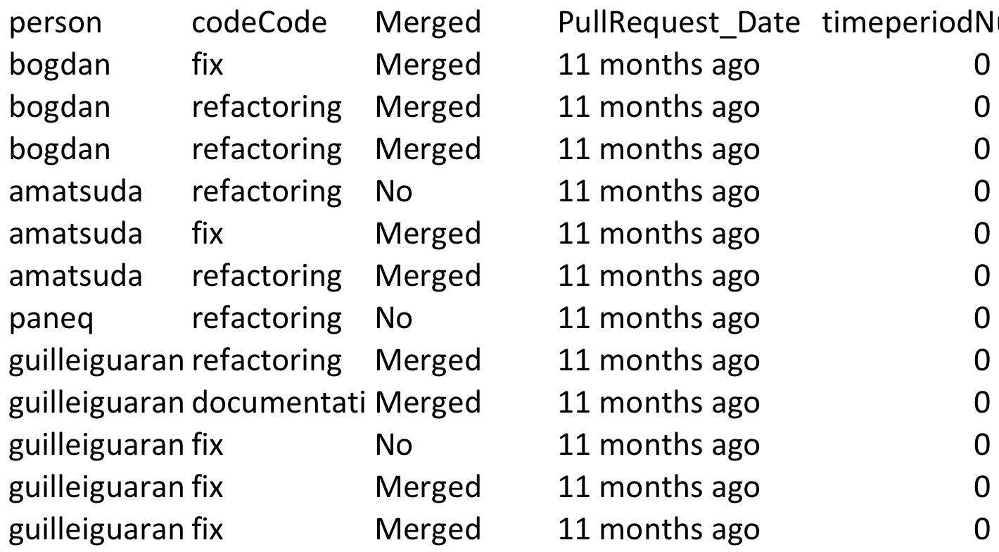 person codeCode Merged PullRequest_Date timeperiodNu
bogdan fix Merged 11 months ago 0
bogdan refactoring Merged 11 months ago 0
bogdan refactoring Merged 11 months ago 0
amatsuda refactoring No 11 months ago 0
amatsuda fix Merged 11 months ago 0
amatsuda refactoring Merged 11 months ago 0
paneq refactoring No 11 months ago 0
guilleiguaran refactoring Merged 11 months ago 0
guilleiguaran documentati Merged 11 months ago 0
guilleiguaran fix No 11 months ago 0
guilleiguaran fix Merged 11 months ago 0
guilleiguaran fix Merged 11 months ago 0